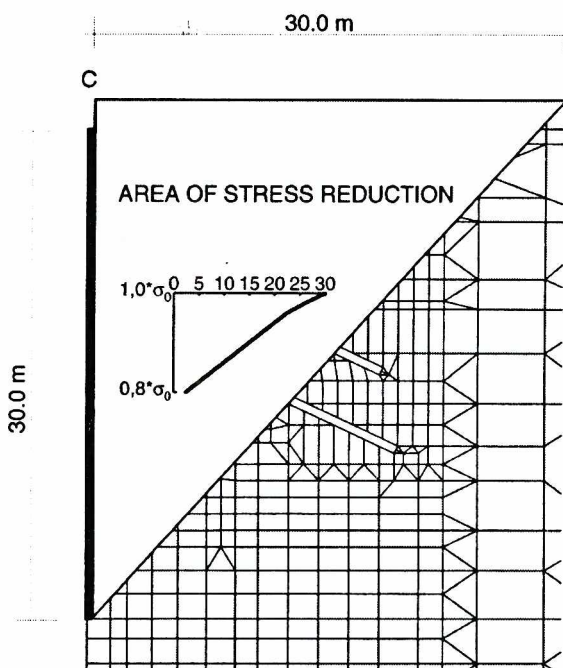 30.0 m
C
AREA OF STRESS REDUCTION
0 5 10 15 20 25 30
1,0*σ₀
0,8*σ₀
30.0 m